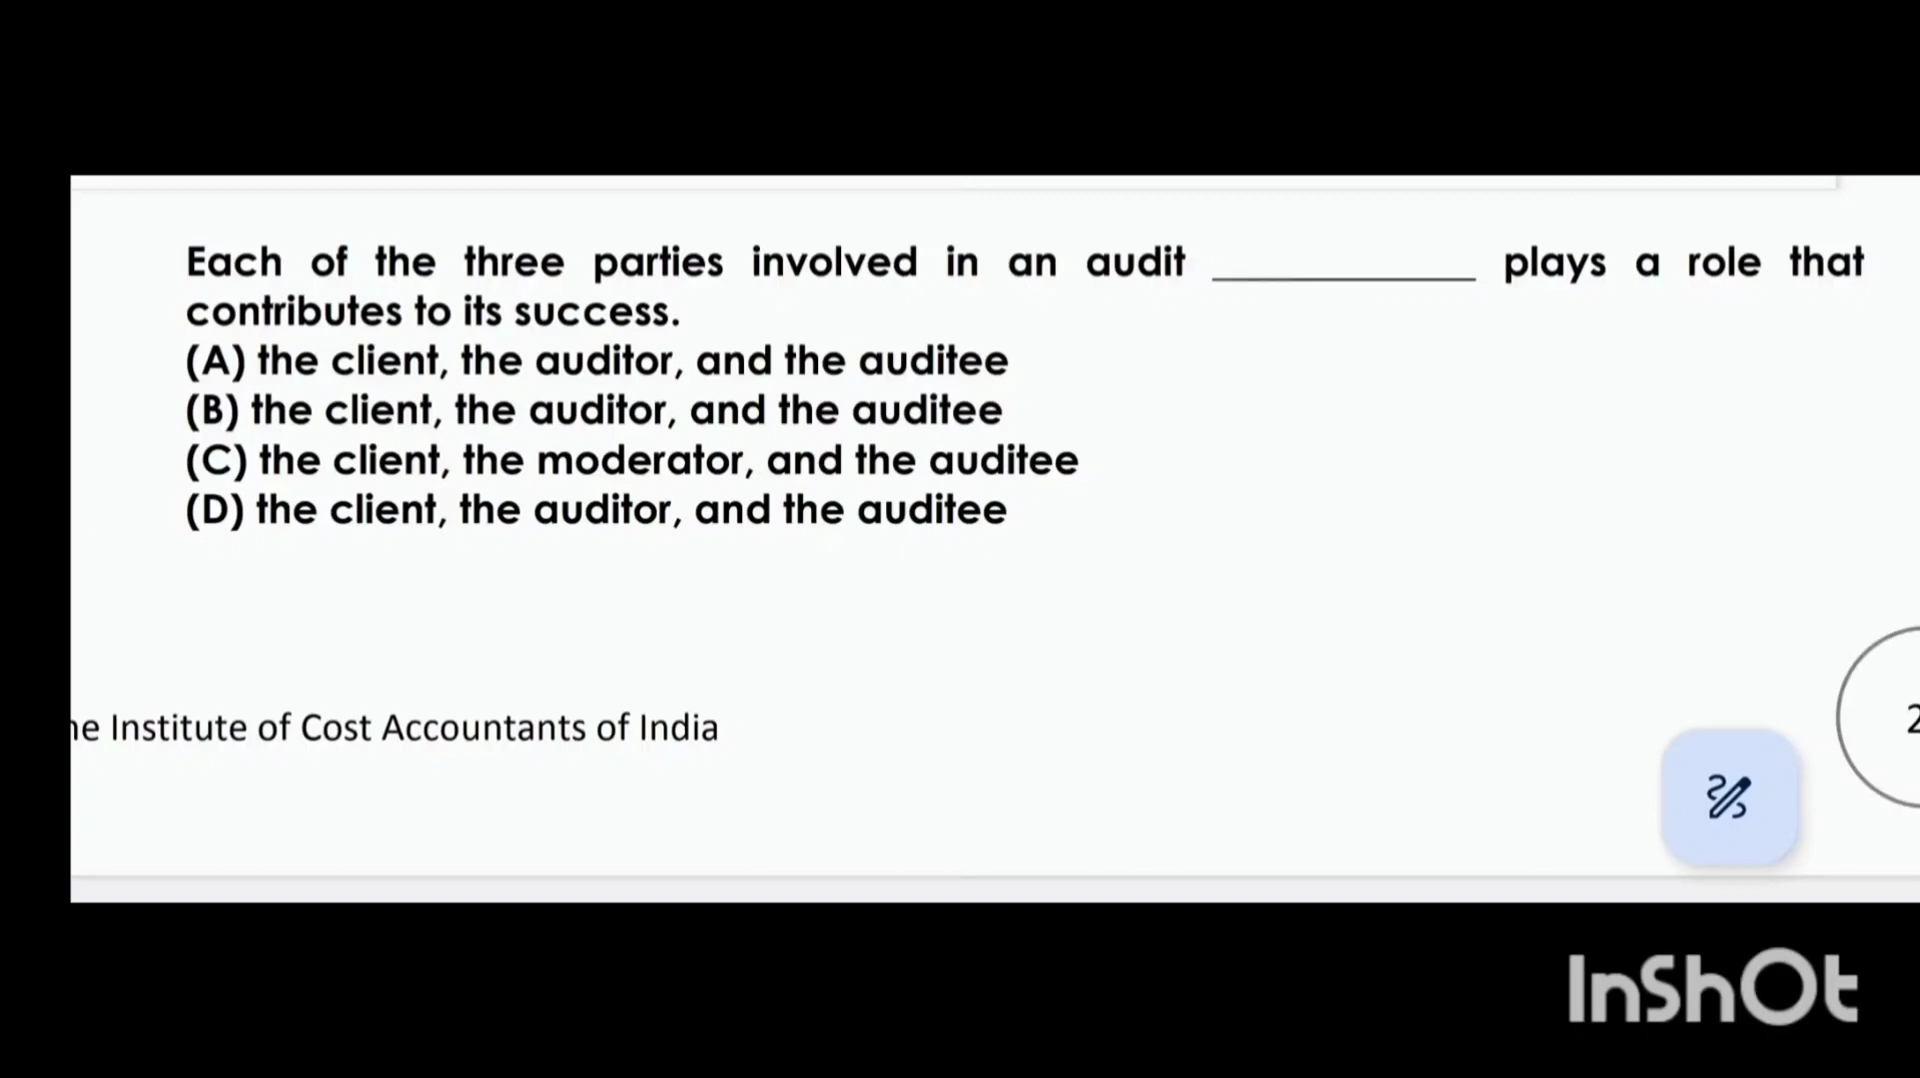 Each of the three parties involved in an audit ____________ plays a role that
contributes to its success.
(A) the client, the auditor, and the auditee
(B) the client, the auditor, and the auditee
(C) the client, the moderator, and the auditee
(D) the client, the auditor, and the auditee
he Institute of Cost Accountants of India
2
InShOt